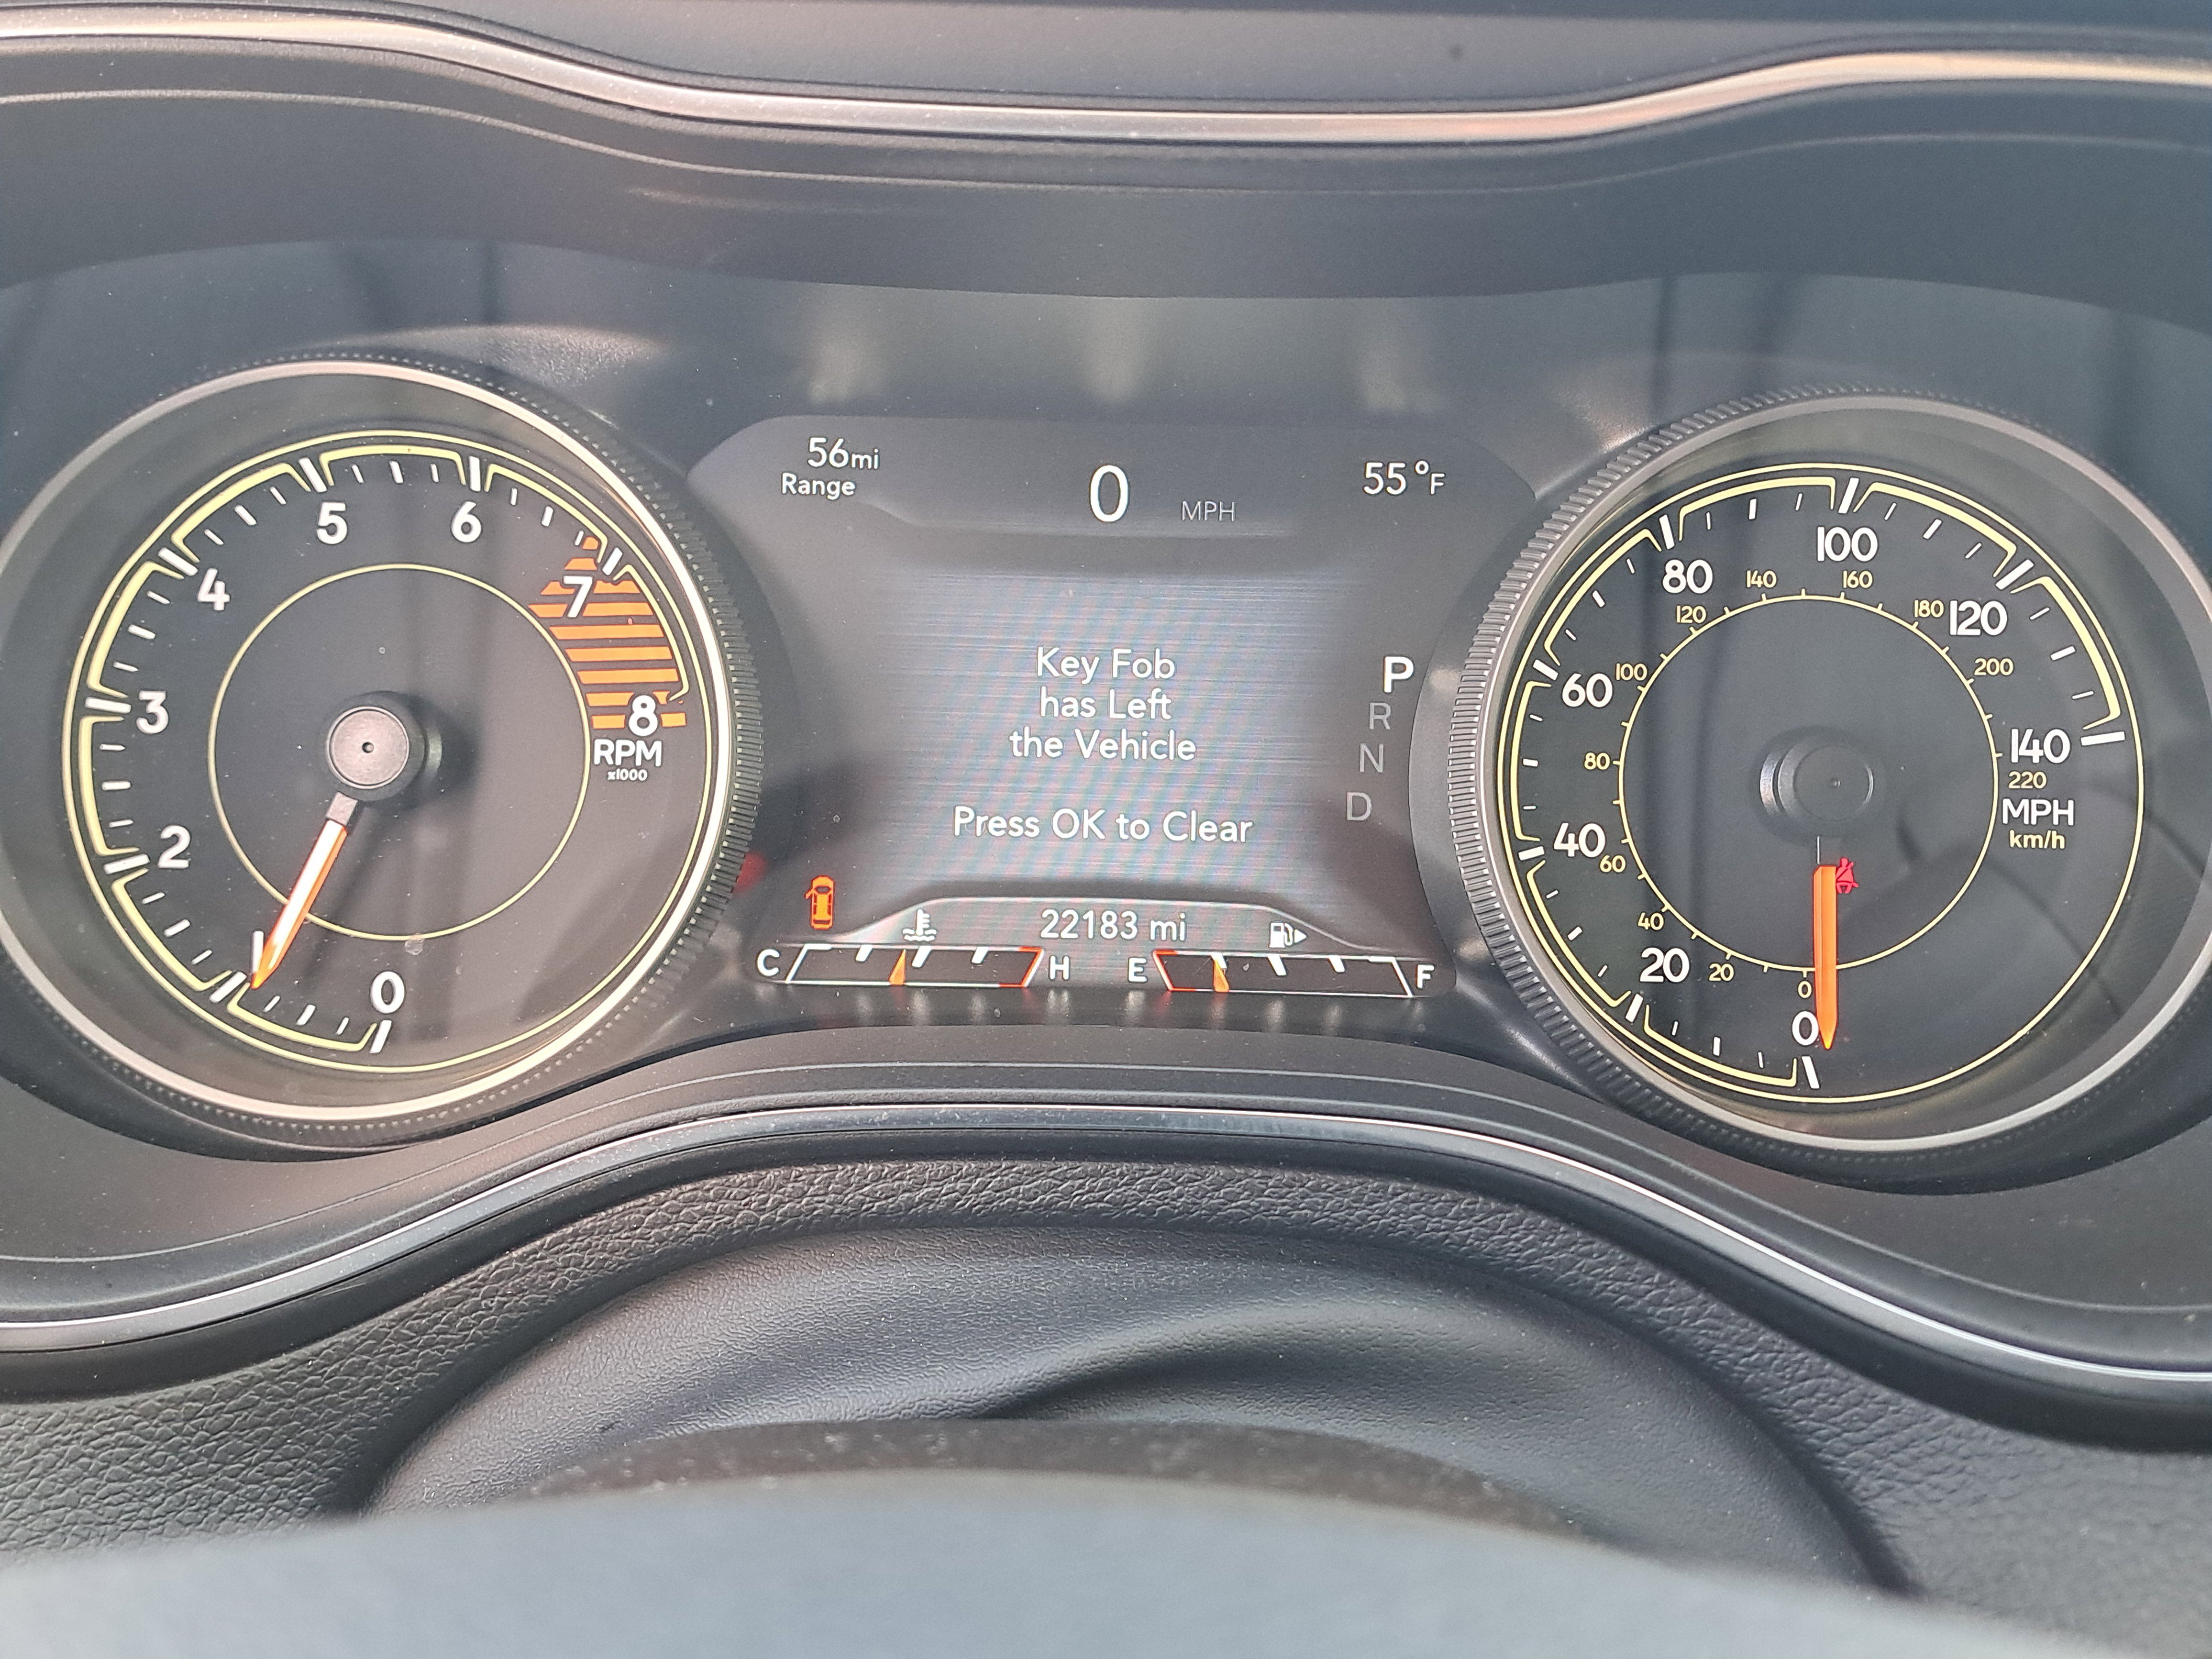 56mi
Range
0 MPH
55 °F
Key Fob
has Left
the Vehicle
Press OK to Clear
P
R
N
D
22183 mi
C H E F
0
1
2
3
4
5
6
7
8
RPM
x1000
0
20
40
60
80
100
120
140
0
20
40
60
80
100
120
140
160
180
200
220
MPH
km/h